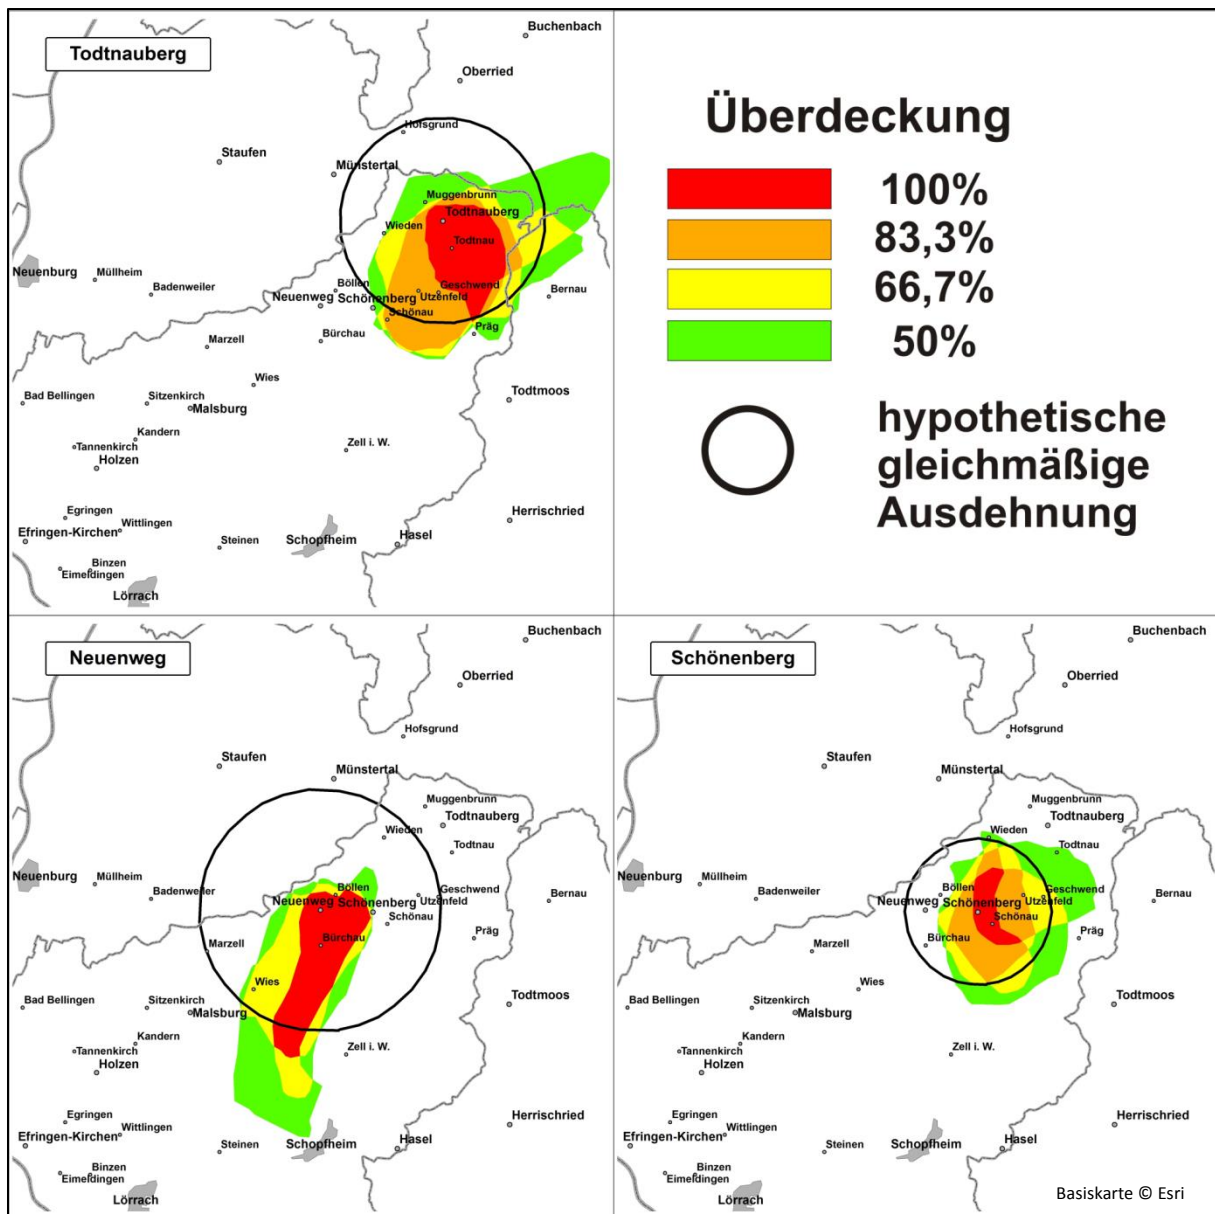 Todtnauberg
Buchenbach
Oberried
Hofsgrund
Staufen
Münstertal
Muggenbrunn
Todtnauberg
Wieden
Todtnau
Neuenburg
Müllheim
Badenweiler
Böllen
Geschwend
Neuenweg
Schönenberg
Utzenfeld
Bernau
Schönau
Präg
Bürchau
Marzell
Wies
Bad Bellingen
Sitzenkirch
Malsburg
Todtmoos
Kandern
Tannenkirch
Holzen
Zell i. W.
Egringen
Wittlingen
Efringen-Kirchen
Herrischried
Steinen
Schopfheim
Hasel
Binzen
Eimeldingen
Lörrach
Überdeckung
100%
83,3%
66,7%
50%
hypothetische
gleichmäßige
Ausdehnung
Neuenweg
Buchenbach
Oberried
Hofsgrund
Staufen
Münstertal
Muggenbrunn
Todtnauberg
Wieden
Todtnau
Neuenburg
Müllheim
Badenweiler
Böllen
Geschwend
Neuenweg
Schönenberg
Utzenfeld
Bernau
Schönau
Präg
Bürchau
Marzell
Wies
Bad Bellingen
Sitzenkirch
Malsburg
Todtmoos
Kandern
Tannenkirch
Holzen
Zell i. W.
Egringen
Wittlingen
Efringen-Kirchen
Herrischried
Steinen
Schopfheim
Hasel
Binzen
Eimeldingen
Lörrach
Schönenberg
Buchenbach
Oberried
Hofsgrund
Staufen
Münstertal
Muggenbrunn
Todtnauberg
Wieden
Todtnau
Neuenburg
Müllheim
Badenweiler
Böllen
Geschwend
Neuenweg
Schönenberg
Utzenfeld
Bernau
Schönau
Präg
Bürchau
Marzell
Wies
Bad Bellingen
Sitzenkirch
Malsburg
Todtmoos
Kandern
Tannenkirch
Holzen
Zell i. W.
Egringen
Wittlingen
Efringen-Kirchen
Herrischried
Steinen
Schopfheim
Hasel
Binzen
Eimeldingen
Lörrach
Basiskarte © Esri